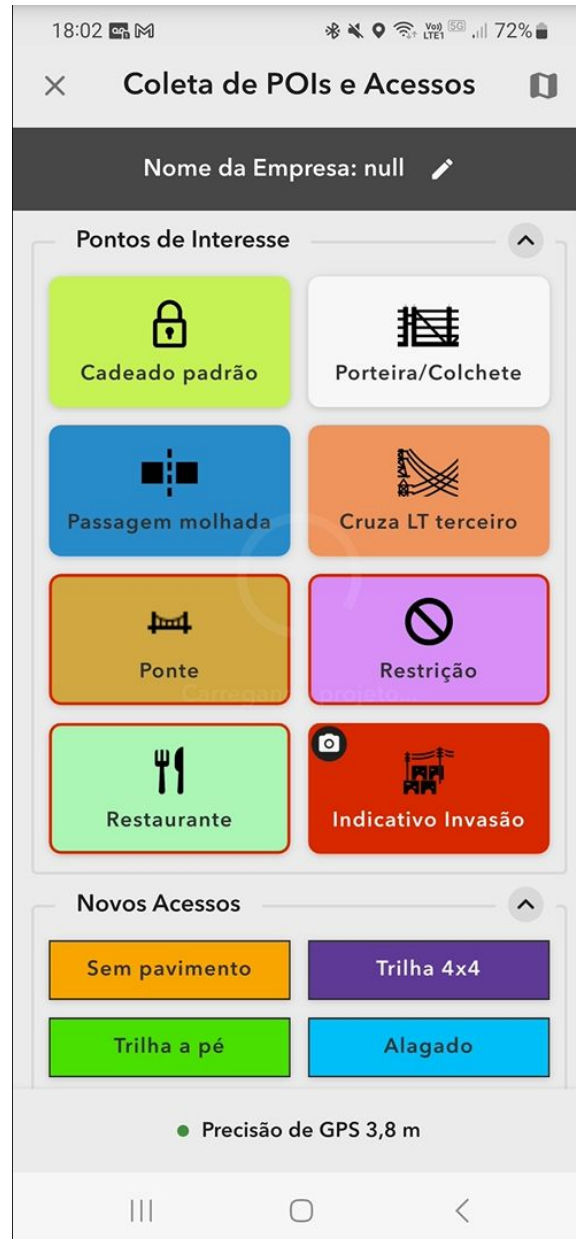 18:02 72%
Coleta de POIs e Acessos
Nome da Empresa: null
Pontos de Interesse
Cadeado padrão Porteira/Colchete
Passagem molhada Cruza LT terceiro
Ponte Restrição
Carregando projeto...
Restaurante Indicativo Invasão
Novos Acessos
Sem pavimento Trilha 4x4
Trilha a pé Alagado
Precisão de GPS 3,8 m